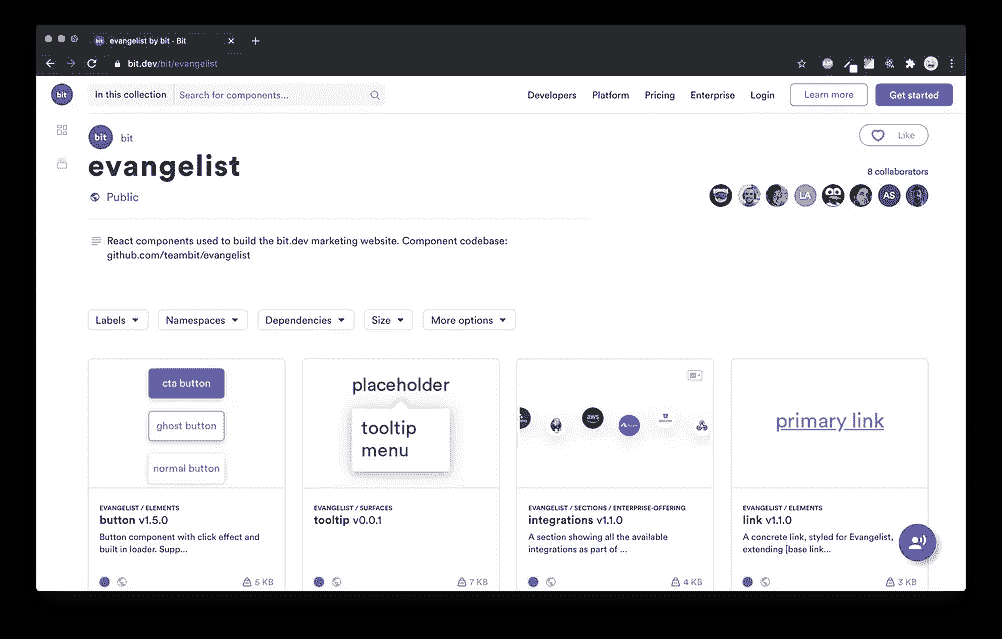 evangelist by bit - Bit
bit.dev/bit/evangelist
bit
In this collection
Search for components...
Developers
Platform
Pricing
Enterprise
Login
Learn more
Get started
bit
bit
Like
evangelist
8 collaborators
Public
LA
AS
React components used to build the bit.dev marketing website. Component codebase:
github.com/teambit/evangelist
Labels
Namespaces
Dependencies
Size
More options
cta button
ghost button
normal button
EVANGELIST / ELEMENTS
button v1.5.0
Button component with click effect and
built in loader. Supp...
5 KB
placeholder
tooltip
menu
EVANGELIST / SURFACES
tooltip v0.0.1
7 KB
aws
EVANGELIST / SECTIONS / ENTERPRISE-OFFERING
integrations v1.1.0
A section showing all the available
integrations as part of ...
4 KB
primary link
EVANGELIST / ELEMENTS
link v1.1.0
A concrete link, styled for Evangelist,
extending [base link...
3 KB